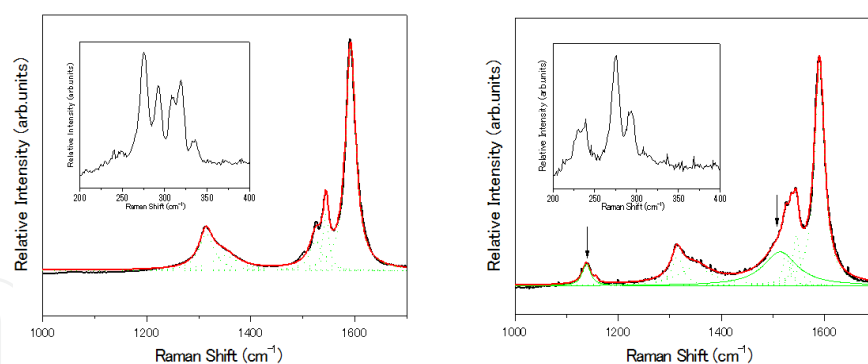 Relative Intensity (arb.units)
Relative Intensity (arb.units)
200 250 300 350 400
Raman Shift (cm⁻¹)
1000 1200 1400 1600
Raman Shift (cm⁻¹)
Relative Intensity (arb.units)
Relative Intensity (arb.units)
200 250 300 350 400
Raman Shift (cm⁻¹)
1000 1200 1400 1600
Raman Shift (cm⁻¹)